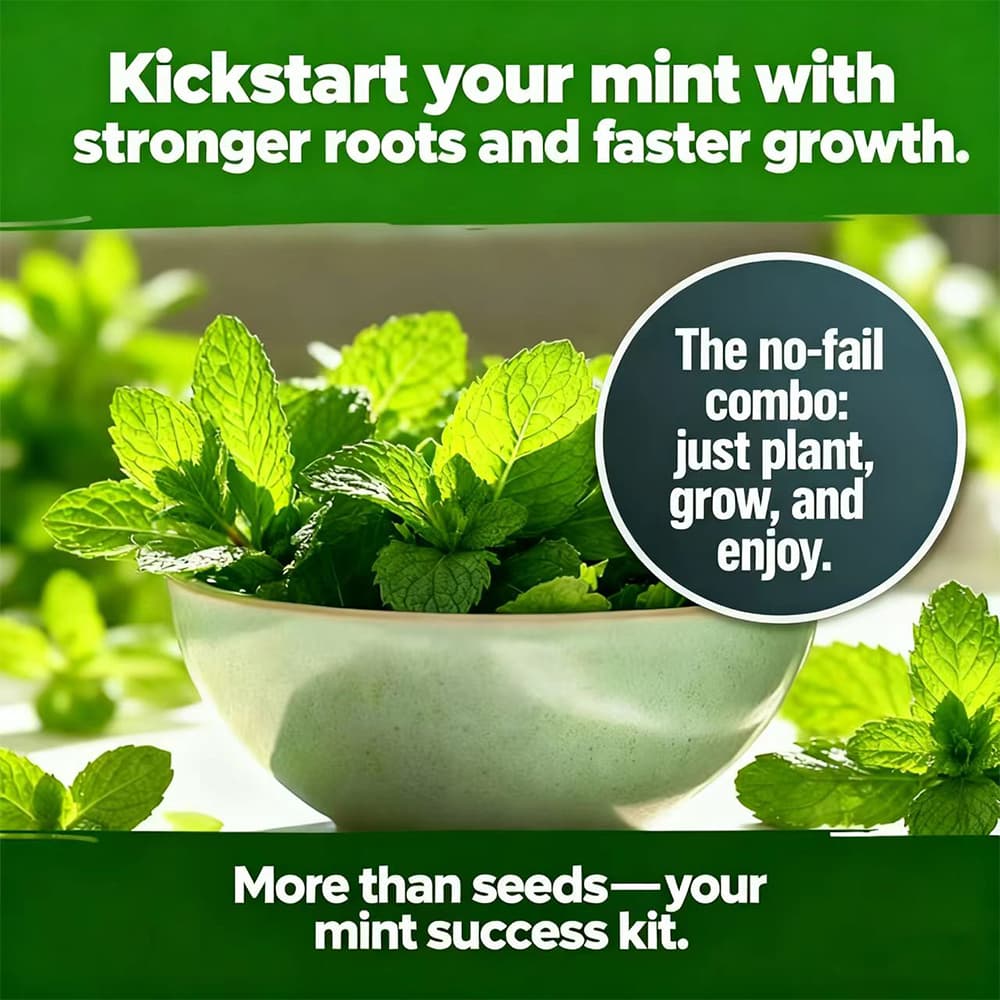 Kickstart your mint with
stronger roots and faster growth.
The no-fail
combo:
just plant,
grow, and
enjoy.
More than seeds—your
mint success kit.